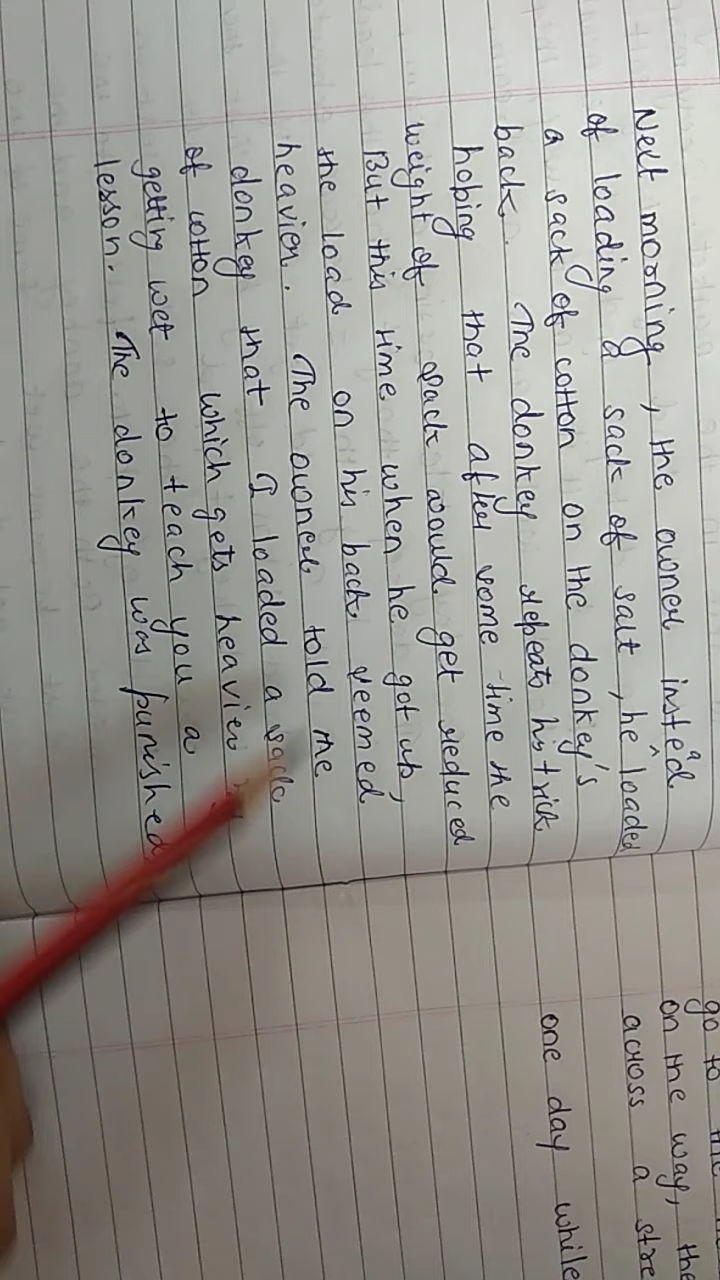 Next morning, the owner instead
of loading a sack of salt, he loaded
a sack of cotton on the donkey's
back. The donkey repeats his trick
hoping that after some time the
weight of sack would get reduced
But this time when he got up,
the load on his back seemed
heavier. The owner told the
donkey that I loaded a sack
of cotton which gets heavier
getting wet to teach you a
lesson. The donkey was punished
go to the
on the way, the
across a stre
one day while